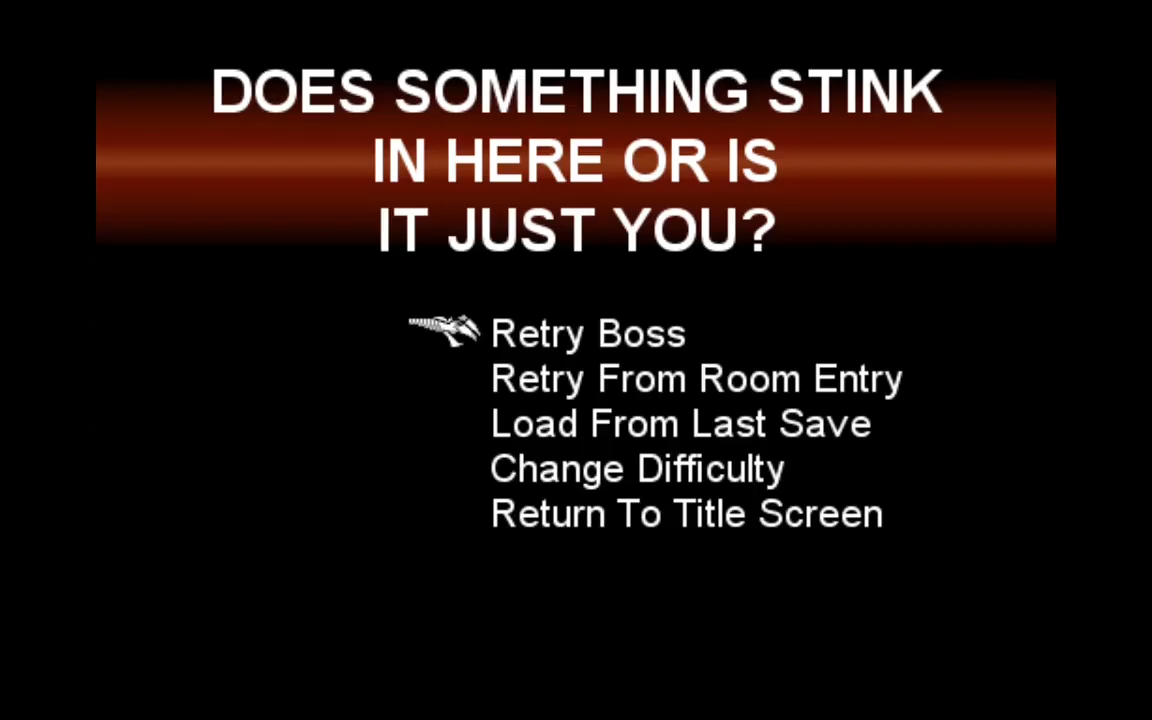 DOES SOMETHING STINK
IN HERE OR IS
IT JUST YOU?
Retry Boss
Retry From Room Entry
Load From Last Save
Change Difficulty
Return To Title Screen